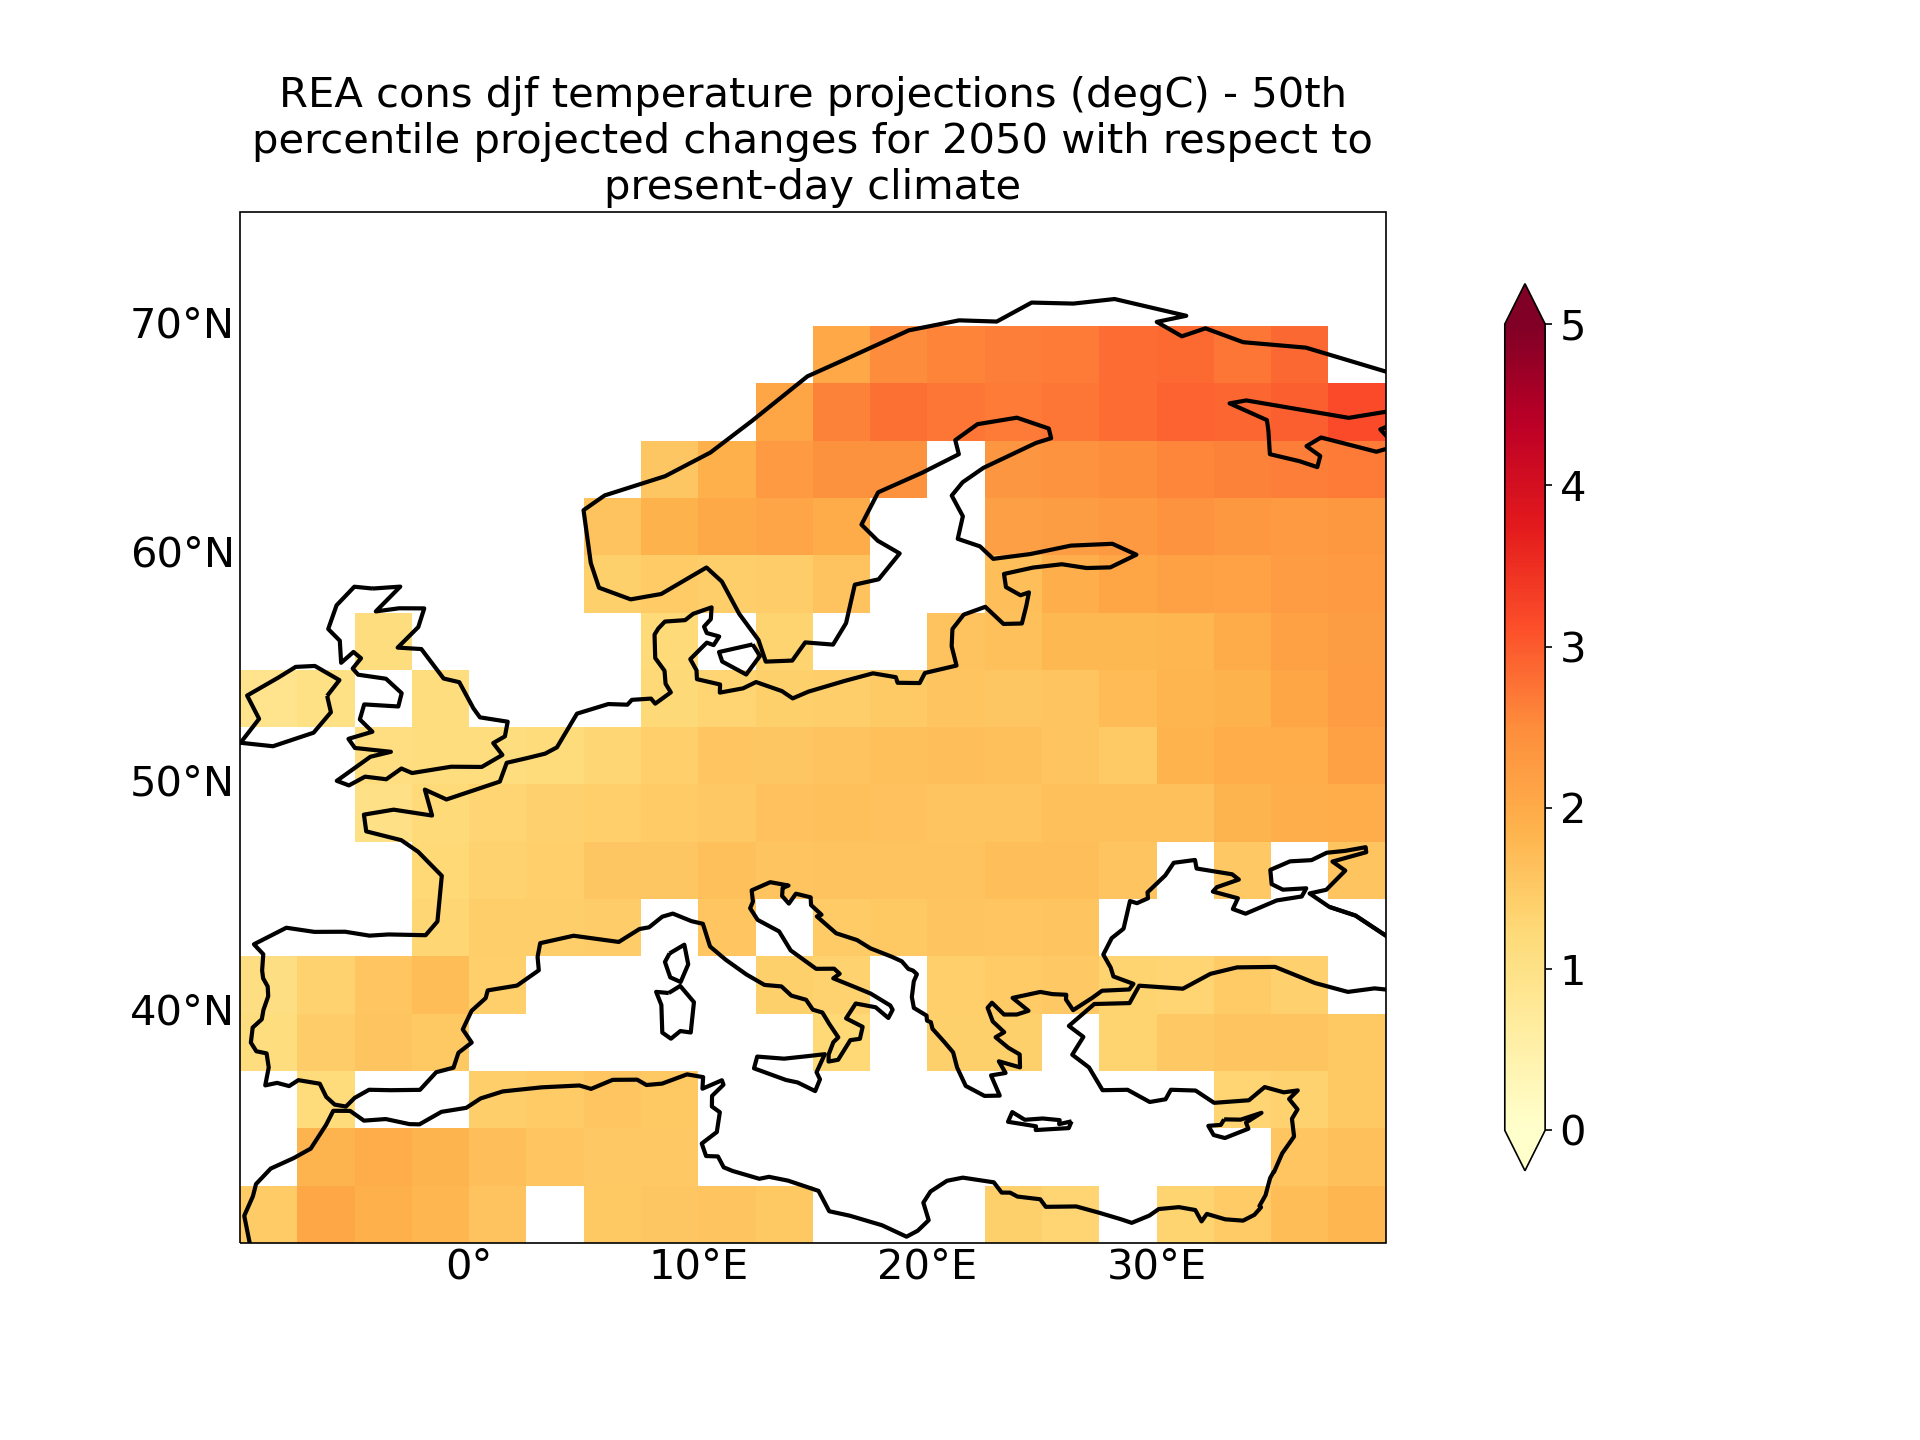 REA cons djf temperature projections (degC) - 50th
percentile projected changes for 2050 with respect to
present-day climate
70°N
60°N
50°N
40°N
0°
10°E
20°E
30°E
5
4
3
2
1
0